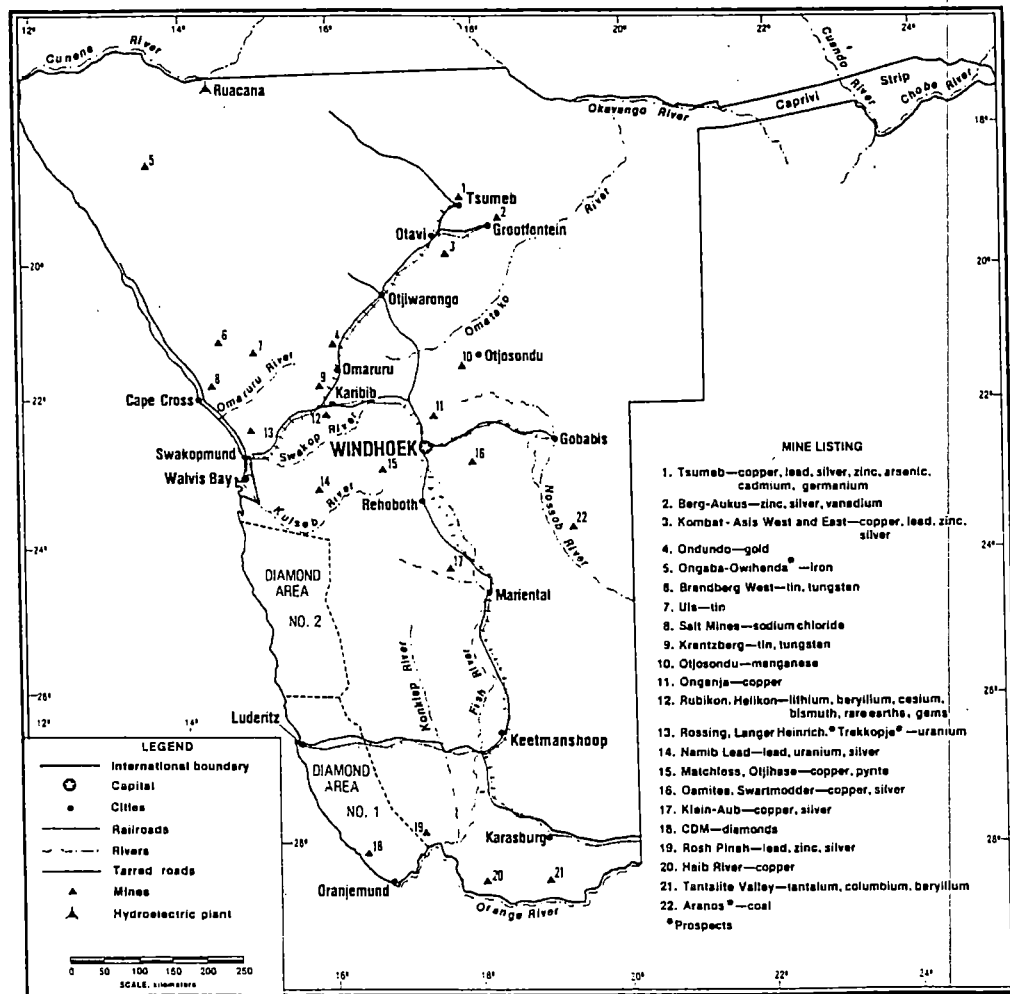 12°
14°
16°
18°
20°
22°
24°
Cunene River
Ruacana
Okavango River
Caprivi Strip
Cuando River
Chobe River
18°
18°
5
1
Tsumeb
2
Grootfontein
Otavi
3
River
20°
20°
Otjiwarongo
Omatako
6
7
4
10
Otjosondu
Omaruru River
8
9
Omaruru
Karibib
22°
22°
Cape Cross
12
11
13
Swakop River
WINDHOEK
Gobabis
Swakopmund
15
16
Walvis Bay
14
Kuiseb River
Rehoboth
Nossob River
22
24°
24°
DIAMOND
AREA
NO. 2
17
Mariental
Konkiep River
Fish River
26°
26°
12°
14°
Luderitz
Keetmanshoop
DIAMOND
AREA
NO. 1
19
Karasburg
28°
28°
18
Oranjemund
20
21
Orange River
16°
18°
20°
22°
24°
MINE LISTING
1. Tsumeb—copper, lead, silver, zinc, arsenic,
cadmium, germanium
2. Berg-Aukus—zinc, silver, vanadium
3. Kombat-Asis West and East—copper, lead, zinc,
silver
4. Ondundo—gold
5. Ongaba-Owihenda*—iron
6. Brandberg West—tin, tungsten
7. Uis—tin
8. Salt Mines—sodium chloride
9. Krantzberg—tin, tungsten
10. Otjosondu—manganese
11. Onganja—copper
12. Rubikon, Helikon—lithium, beryllium, cesium,
bismuth, rare earths, gems
13. Rossing, Langer Heinrich,* Trekkopje*—uranium
14. Namib Lead—lead, uranium, silver
15. Matchless, Otjihase—copper, pyrite
16. Oamites, Swartmodder—copper, silver
17. Klein-Aub—copper, silver
18. CDM—diamonds
19. Rosh Pinah—lead, zinc, silver
20. Haib River—copper
21. Tantalite Valley—tantalum, columbium, beryllium
22. Aranos*—coal
*Prospects
LEGEND
International boundary
Capital
Cities
Railroads
Rivers
Tarred roads
Mines
Hydroelectric plant
0 50 100 150 200 250
SCALE, kilometers